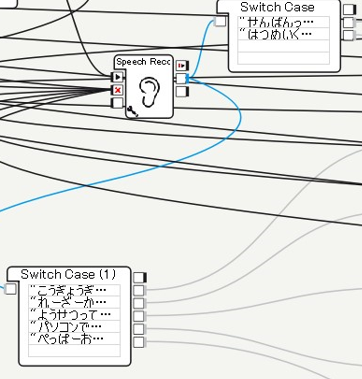 Switch Case
"せんばんっ…
"はつめいく…
Speech Recc
Switch Case (1)
"こうぎょうぎ…
"れーざーか…
"ようせつって…
"パソコンで…
"ぺっぱーお…